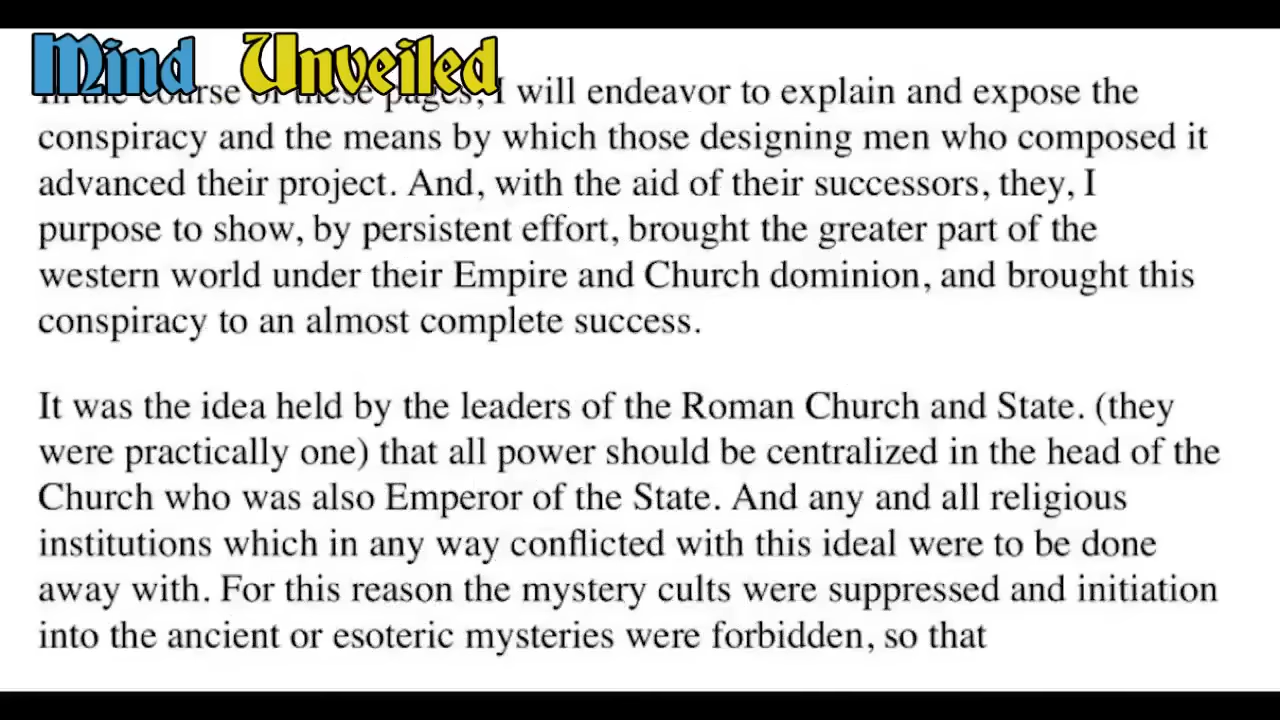 Mind Unveiled
In the course of these pages, I will endeavor to explain and expose the
conspiracy and the means by which those designing men who composed it
advanced their project. And, with the aid of their successors, they, I
purpose to show, by persistent effort, brought the greater part of the
western world under their Empire and Church dominion, and brought this
conspiracy to an almost complete success.
It was the idea held by the leaders of the Roman Church and State. (they
were practically one) that all power should be centralized in the head of the
Church who was also Emperor of the State. And any and all religious
institutions which in any way conflicted with this ideal were to be done
away with. For this reason the mystery cults were suppressed and initiation
into the ancient or esoteric mysteries were forbidden, so that